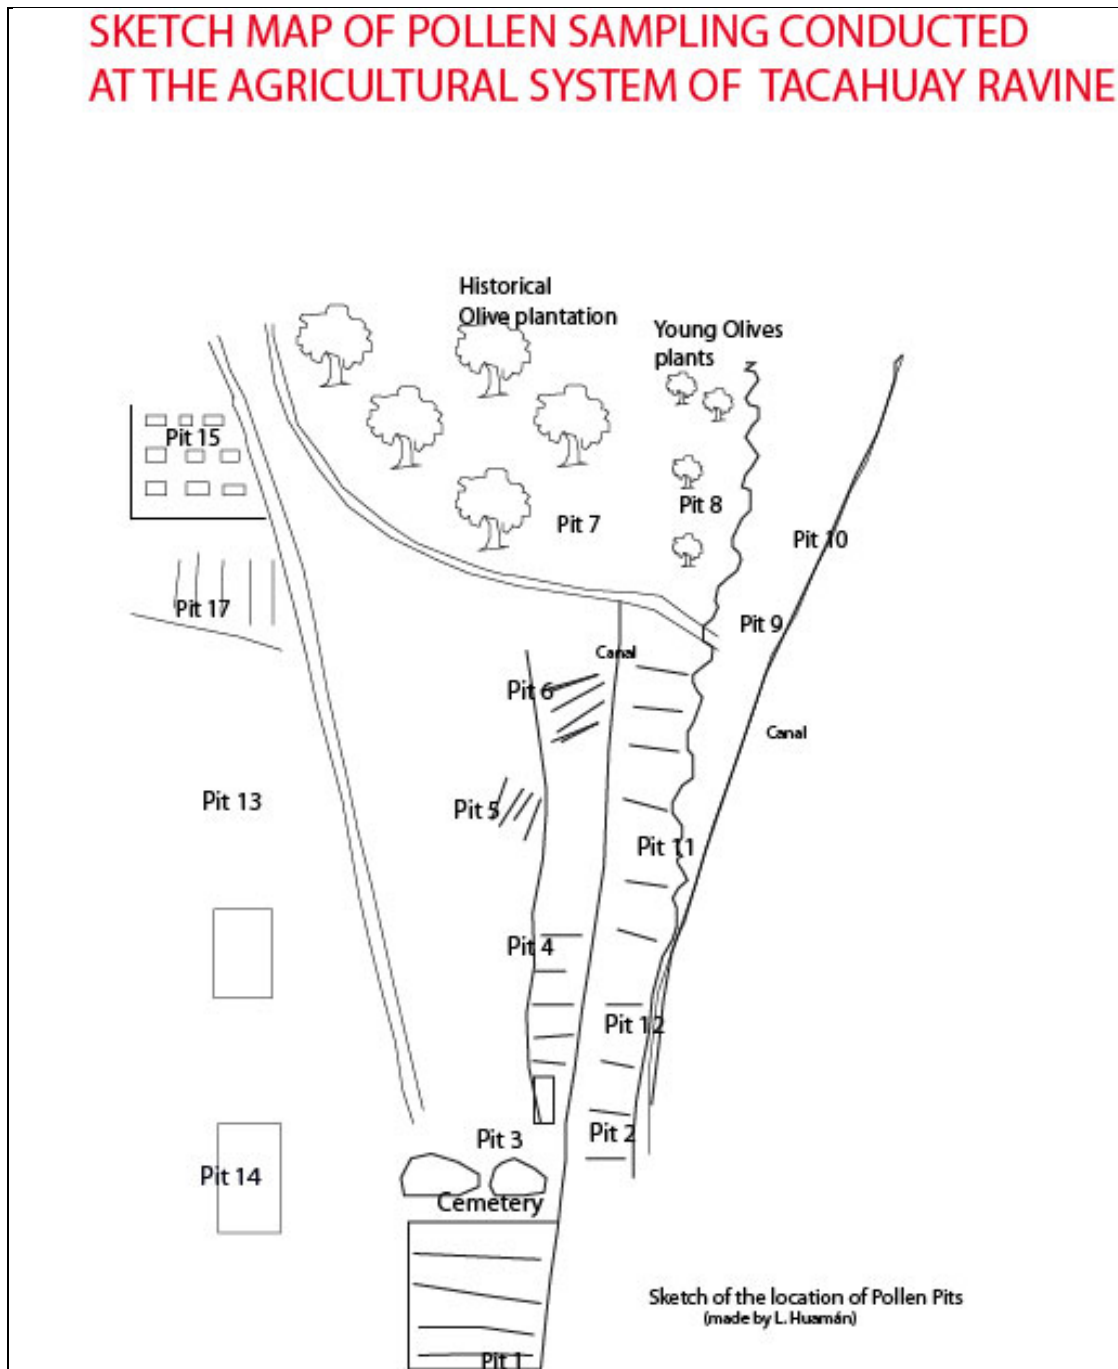 SKETCH MAP OF POLLEN SAMPLING CONDUCTED
AT THE AGRICULTURAL SYSTEM OF TACAHUAY RAVINE
Historical
Olive plantation
Young Olives
plants
Pit 15
Pit 8
Pit 7
Pit 10
Pit 17
Pit 9
Canal
Pit 6
Canal
Pit 13
Pit 5
Pit 11
Pit 4
Pit 12
Pit 2
Pit 3
Pit 14
Cemetery
Sketch of the location of Pollen Pits
(made by L. Huamán)
Pit 1